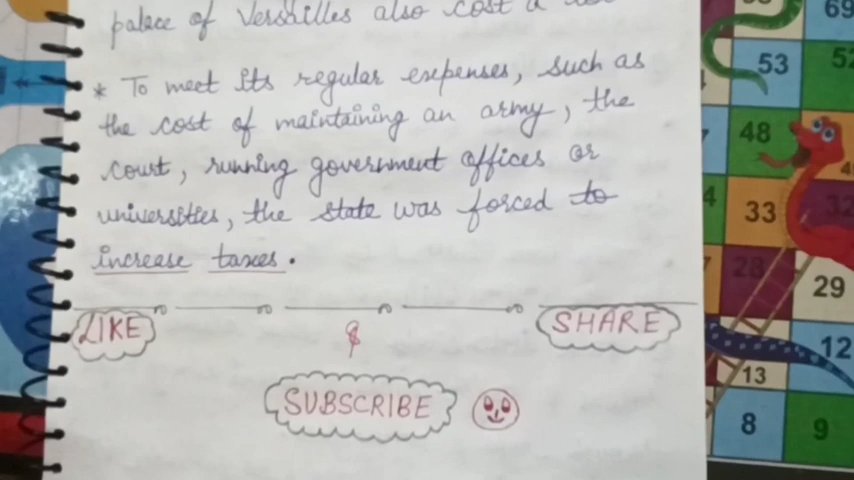 palace of Versailles also cost a
* To meet its regular expenses, such as
the cost of maintaining an army, the
court, running government offices or
universities, the state was forced to
increase taxes.
LIKE
SHARE
&
SUBSCRIBE
69
53
52
48
33
32
28
29
12
13
8
9